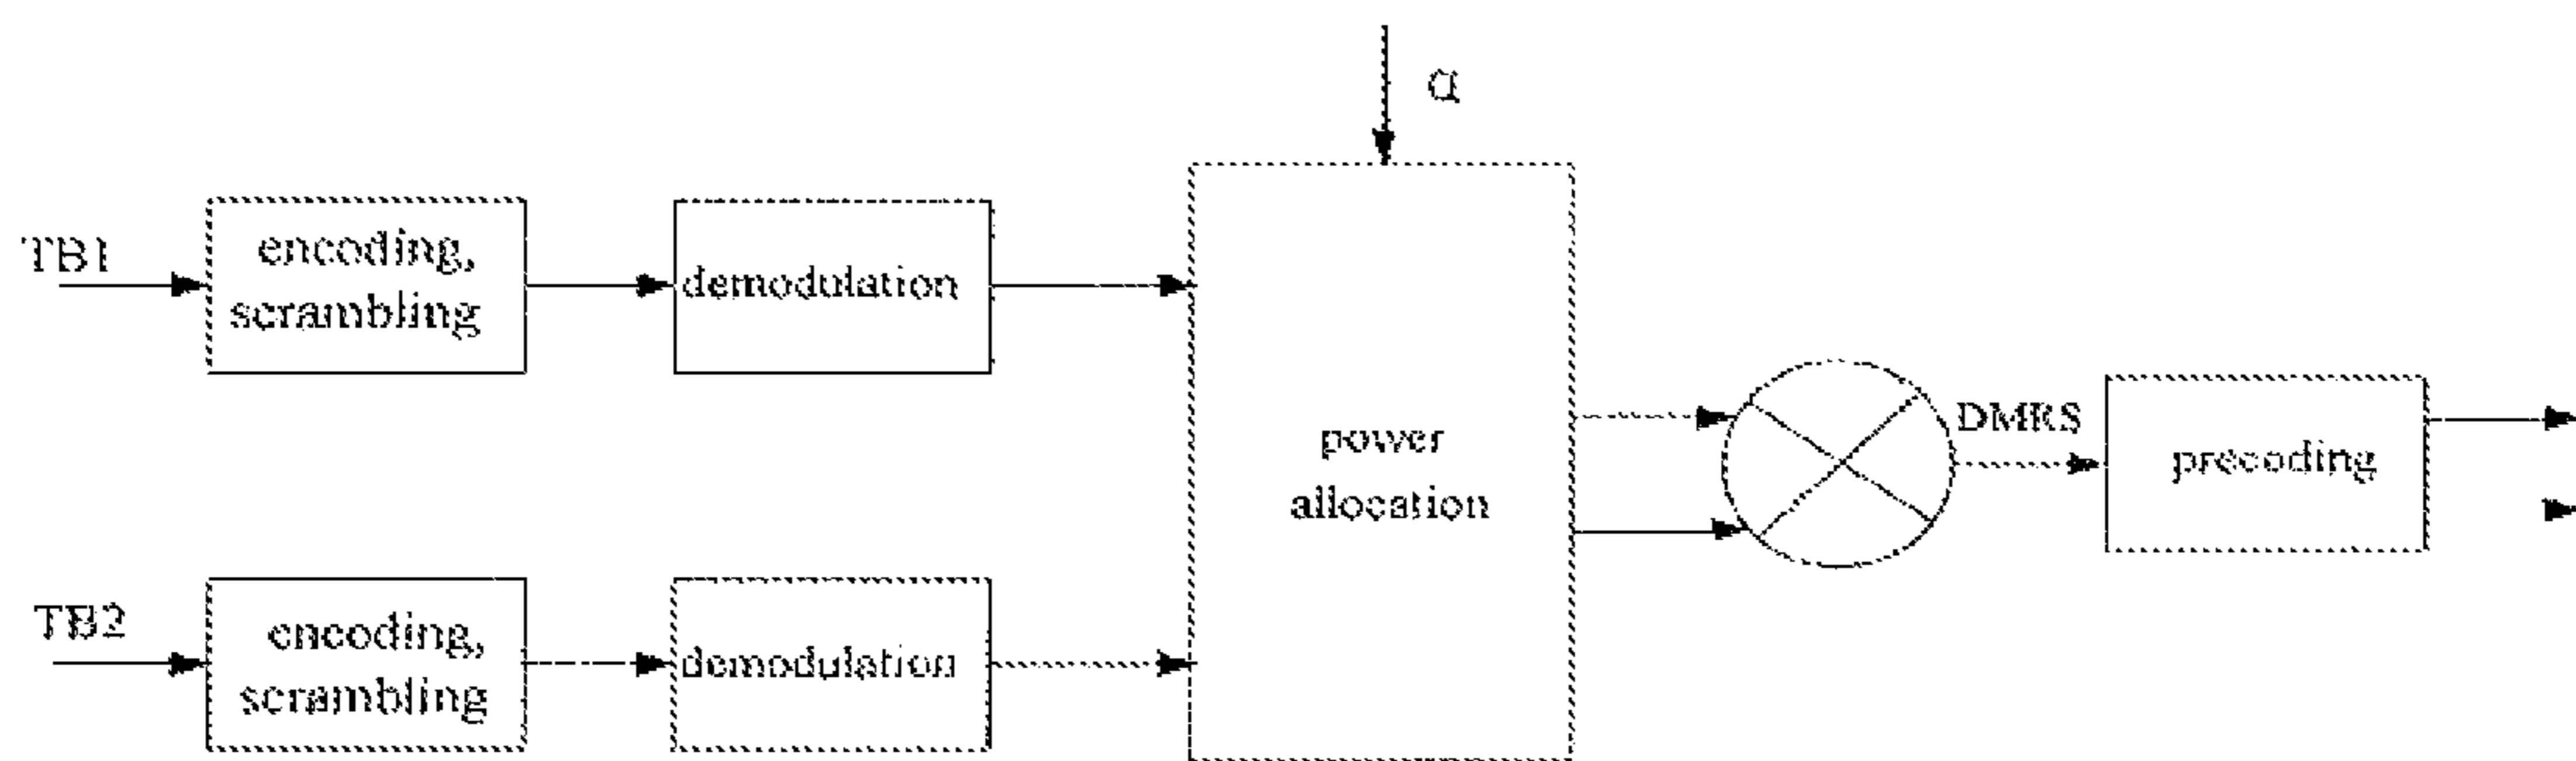 α
TB1
encoding,
scrambling
demodulation
power
allocation
DMRS
precoding
TB2
encoding,
scrambling
demodulation